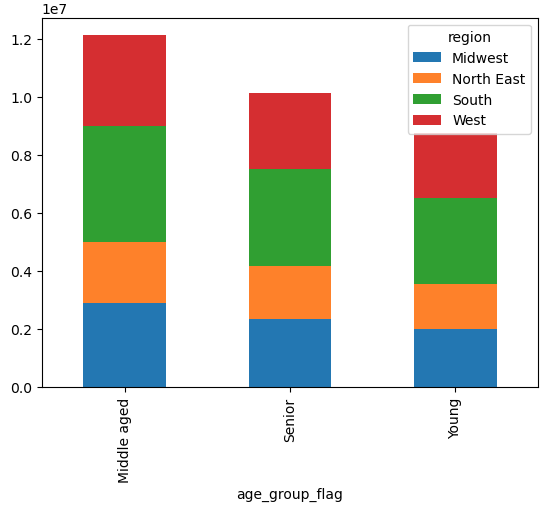 1e7
1.2
1.0
0.8
0.6
0.4
0.2
0.0
region
Midwest
North East
South
West
Middle aged
Senior
Young
age_group_flag